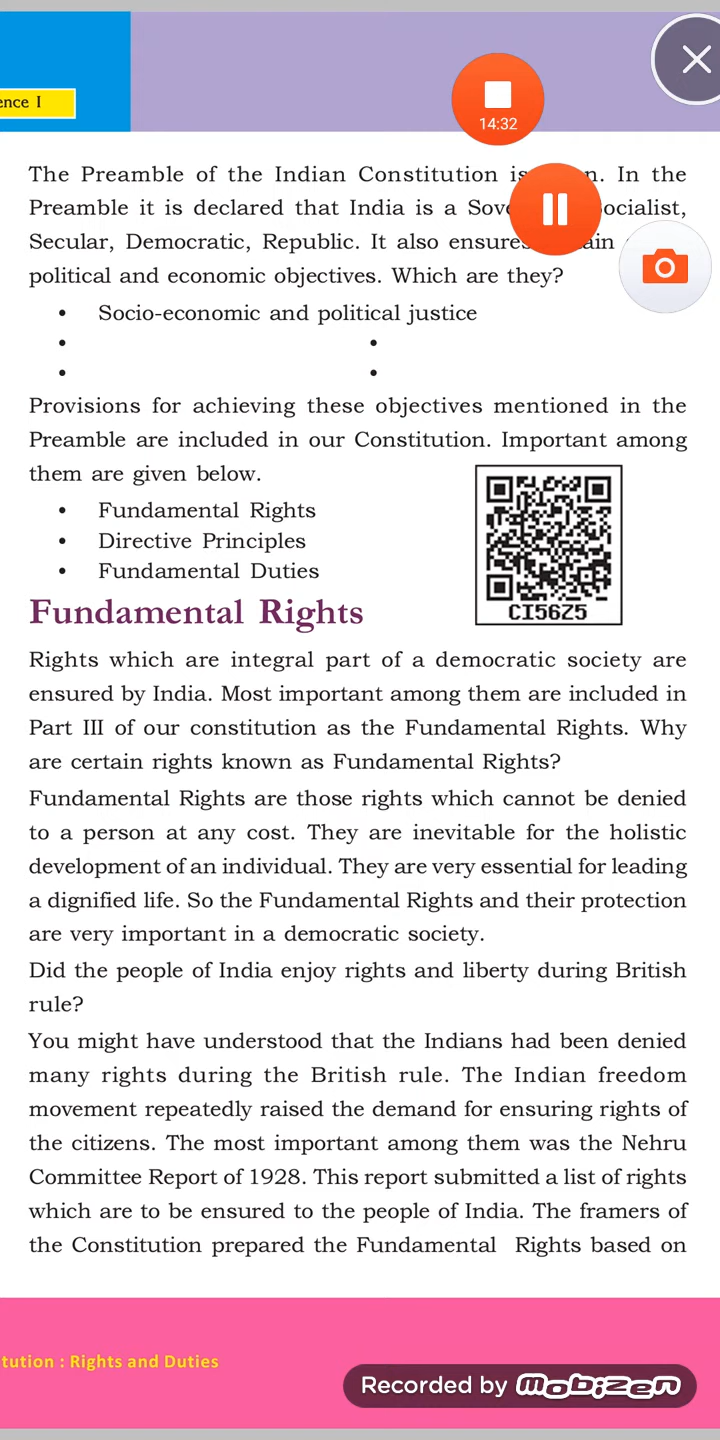 ence I
14:32
The Preamble of the Indian Constitution is n. In the
Preamble it is declared that India is a Sove ocialist,
Secular, Democratic, Republic. It also ensures ain
political and economic objectives. Which are they?
• Socio-economic and political justice
• •
• •
Provisions for achieving these objectives mentioned in the
Preamble are included in our Constitution. Important among
them are given below.
• Fundamental Rights
• Directive Principles
• Fundamental Duties
CI56Z5
Fundamental Rights
Rights which are integral part of a democratic society are
ensured by India. Most important among them are included in
Part III of our constitution as the Fundamental Rights. Why
are certain rights known as Fundamental Rights?
Fundamental Rights are those rights which cannot be denied
to a person at any cost. They are inevitable for the holistic
development of an individual. They are very essential for leading
a dignified life. So the Fundamental Rights and their protection
are very important in a democratic society.
Did the people of India enjoy rights and liberty during British
rule?
You might have understood that the Indians had been denied
many rights during the British rule. The Indian freedom
movement repeatedly raised the demand for ensuring rights of
the citizens. The most important among them was the Nehru
Committee Report of 1928. This report submitted a list of rights
which are to be ensured to the people of India. The framers of
the Constitution prepared the Fundamental Rights based on
tution : Rights and Duties
Recorded by mobizen